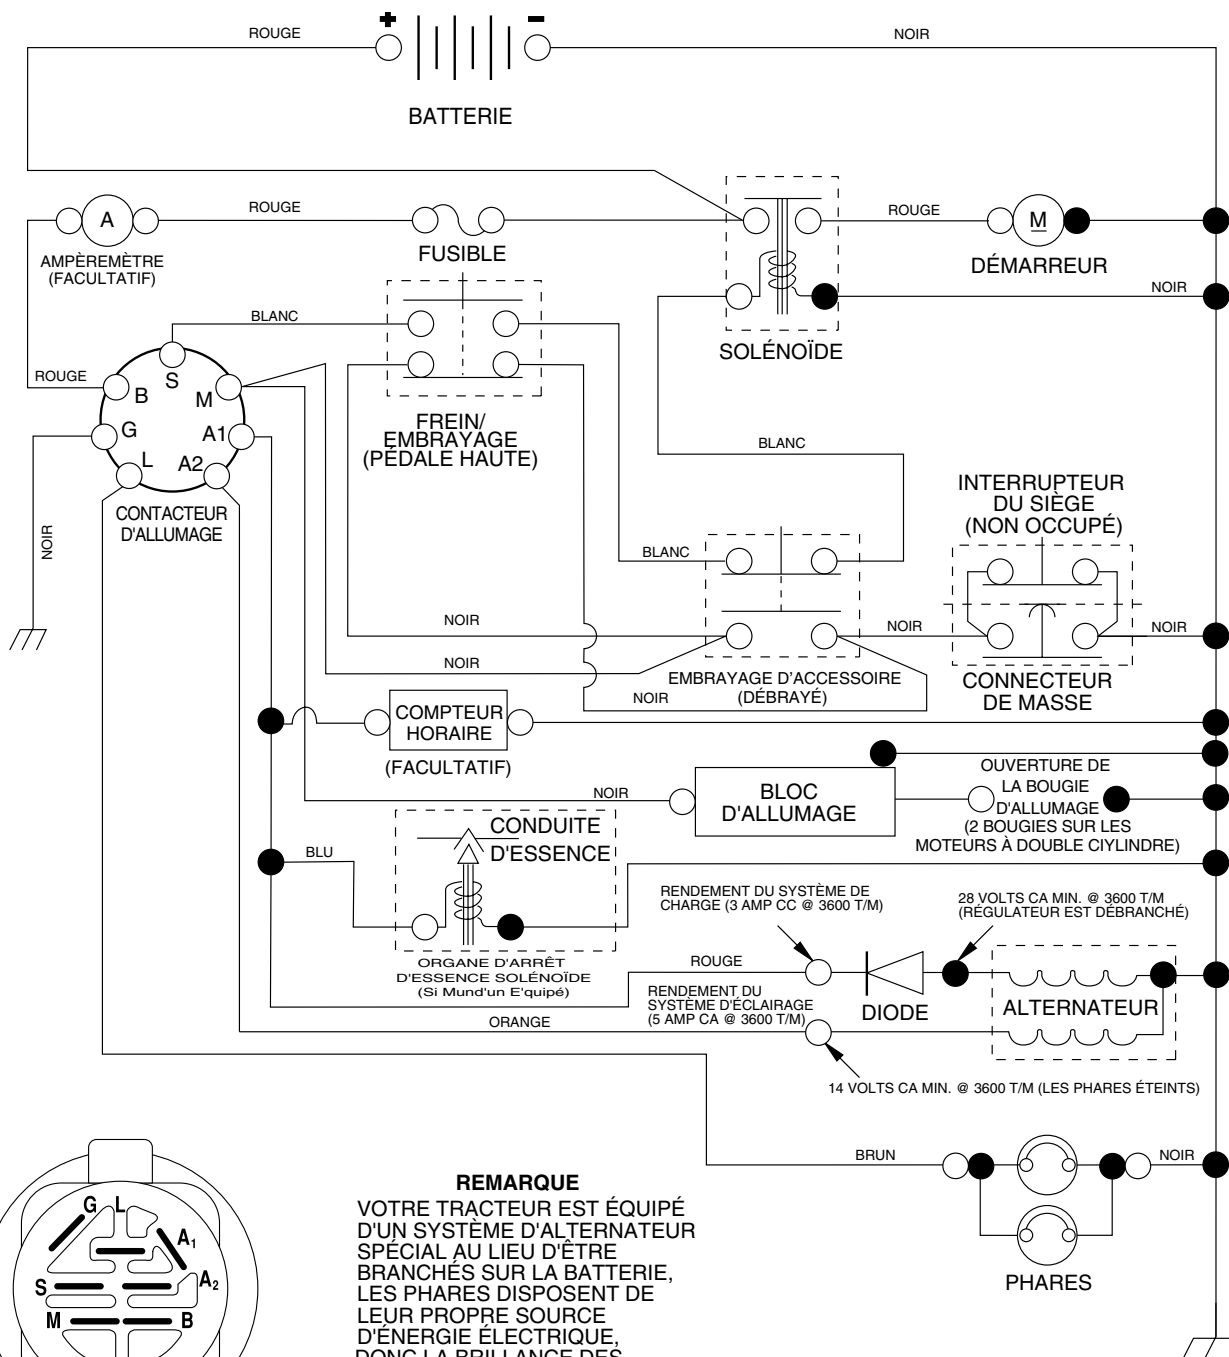 +
-
ROUGE
NOIR
BATTERIE
ROUGE
ROUGE
A
M
FUSIBLE
DÉMARREUR
AMPÈREMÈTRE
(FACULTATIF)
NOIR
BLANC
SOLÉNOÏDE
ROUGE
S
B
M
G
A1
L
A2
FREIN/
EMBRAYAGE
(PÉDALE HAUTE)
BLANC
CONTACTEUR
D'ALLUMAGE
NOIR
INTERRUPTEUR
DU SIÈGE
(NON OCCUPÉ)
BLANC
NOIR
NOIR
NOIR
NOIR
EMBRAYAGE D'ACCESSOIRE
(DÉBRAYÉ)
NOIR
CONNECTEUR
DE MASSE
COMPTEUR
HORAIRE
(FACULTATIF)
NOIR
BLOC
D'ALLUMAGE
OUVERTURE DE
LA BOUGIE
D'ALLUMAGE
(2 BOUGIES SUR LES
MOTEURS À DOUBLE CIYLINDRE)
CONDUITE
D'ESSENCE
BLU
ORGANE D'ARRÊT
D'ESSENCE SOLÉNOÏDE
(Si Mund'un E'quipé)
RENDEMENT DU SYSTÈME DE
CHARGE (3 AMP CC @ 3600 T/M)
28 VOLTS CA MIN. @ 3600 T/M
(RÉGULATEUR EST DÉBRANCHÉ)
ROUGE
DIODE
ALTERNATEUR
RENDEMENT DU
SYSTÈME D'ÉCLAIRAGE
(5 AMP CA @ 3600 T/M)
ORANGE
14 VOLTS CA MIN. @ 3600 T/M (LES PHARES ÉTEINTS)
BRUN
NOIR
PHARES
G
L
A1
A2
S
M
B
REMARQUE
VOTRE TRACTEUR EST ÉQUIPÉ
D'UN SYSTÈME D'ALTERNATEUR
SPÉCIAL AU LIEU D'ÊTRE
BRANCHÉS SUR LA BATTERIE,
LES PHARES DISPOSENT DE
LEUR PROPRE SOURCE
D'ÉNERGIE ÉLECTRIQUE,
DONC LA BRILLANCE DES